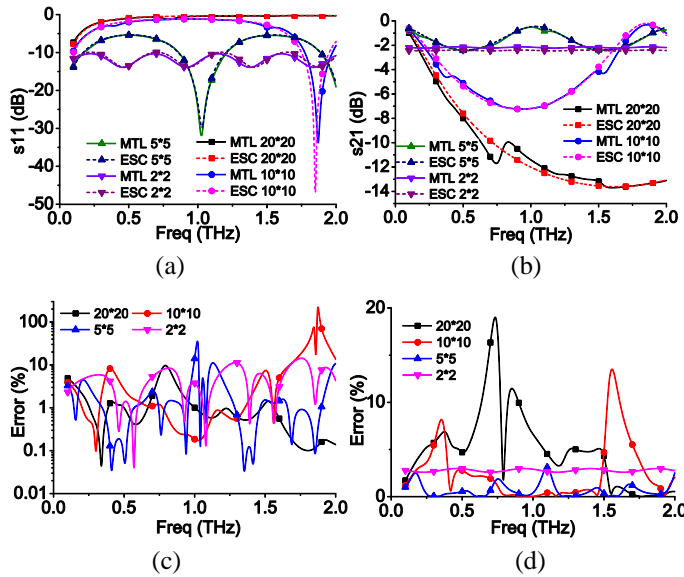 0
-10
-20
-30
-40
-50
s11 (dB)
MTL 5*5
ESC 5*5
MTL 2*2
ESC 2*2
MTL 20*20
ESC 20*20
MTL 10*10
ESC 10*10
0.0 0.5 1.0 1.5 2.0
Freq (THz)
(a)
0
-2
-4
-6
-8
-10
-12
-14
s21 (dB)
MTL 5*5
ESC 5*5
MTL 2*2
ESC 2*2
MTL 20*20
ESC 20*20
MTL 10*10
ESC 10*10
0.0 0.5 1.0 1.5 2.0
Freq (THz)
(b)
100
10
1
0.1
0.01
Error (%)
20*20
10*10
5*5
2*2
0.0 0.5 1.0 1.5 2.0
Freq (THz)
(c)
20
10
0
Error (%)
20*20
10*10
5*5
2*2
0.0 0.5 1.0 1.5 2.0
Freq (THz)
(d)